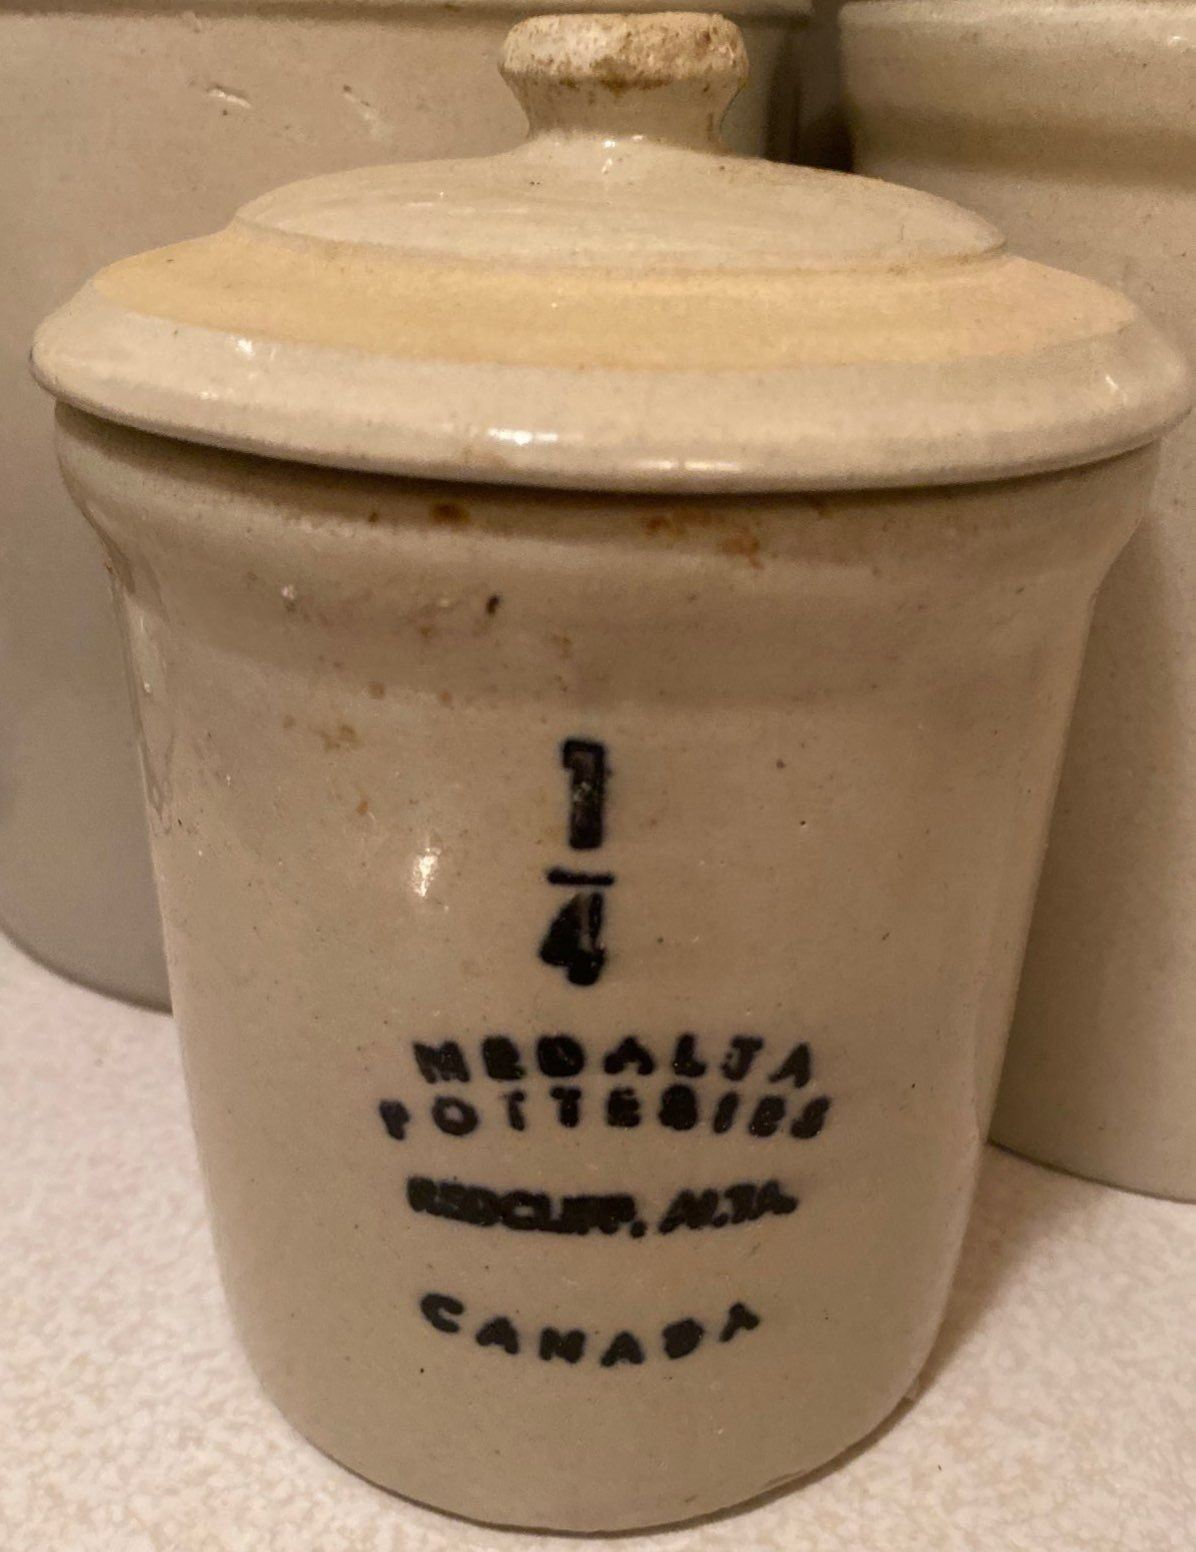 1
4
MEDALTA
POTTERIES
REDCLIFF, ALTA.
CANADA